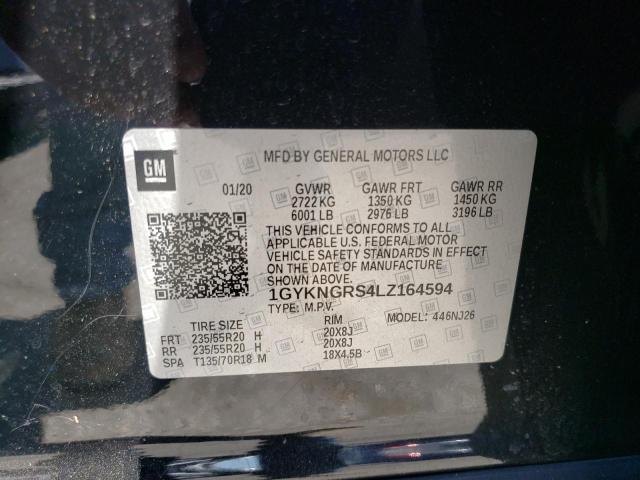 GM
MFD BY GENERAL MOTORS LLC
01/20 GVWR GAWR FRT GAWR RR
2722 KG 1350 KG 1450 KG
6001 LB 2976 LB 3196 LB
THIS VEHICLE CONFORMS TO ALL
APPLICABLE U.S. FEDERAL MOTOR
VEHICLE SAFETY STANDARDS IN EFFECT
ON THE DATE OF MANUFACTURE
SHOWN ABOVE.
1GYKNGRS4LZ164594
TYPE: M.P.V. 446NJ26
TIRE SIZE RIM
FRT 235/55R20 H 20X8J
RR 235/55R20 H 20X8J
SPA T135/70R18 M 18X4.5B